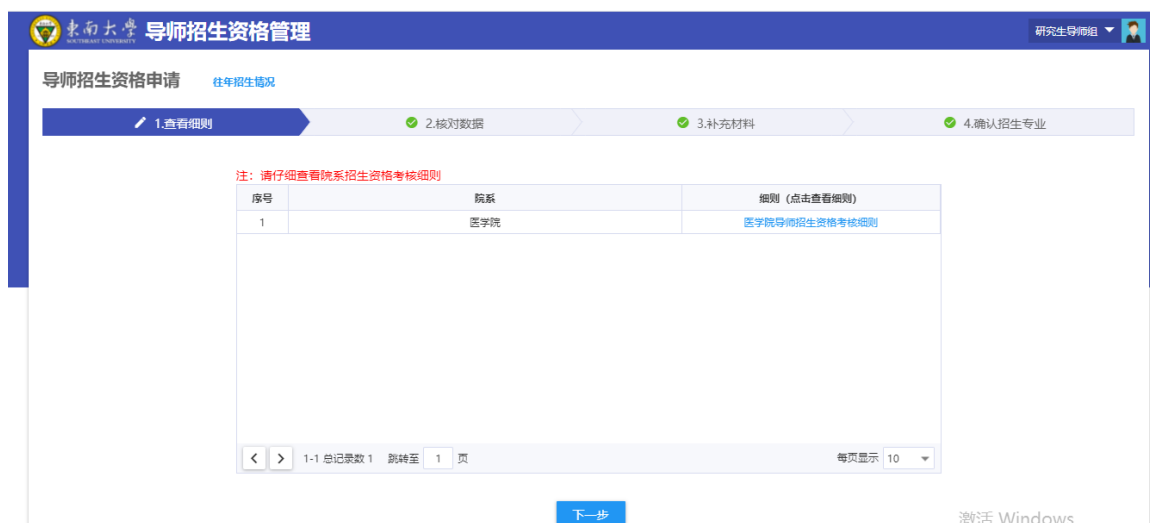 東南大學 导师招生资格管理 研究生导师组
SOUTHEAST UNIVERSITY
导师招生资格申请 往年招生情况
1.查看细则 2.核对数据 3.补充材料 4.确认招生专业
注：请仔细查看院系招生资格考核细则
序号 院系 细则（点击查看细则）
1 医学院 医学院导师招生资格考核细则
1-1 总记录数 1 跳转至 1 页 每页显示 10
下一步
激活 Windows